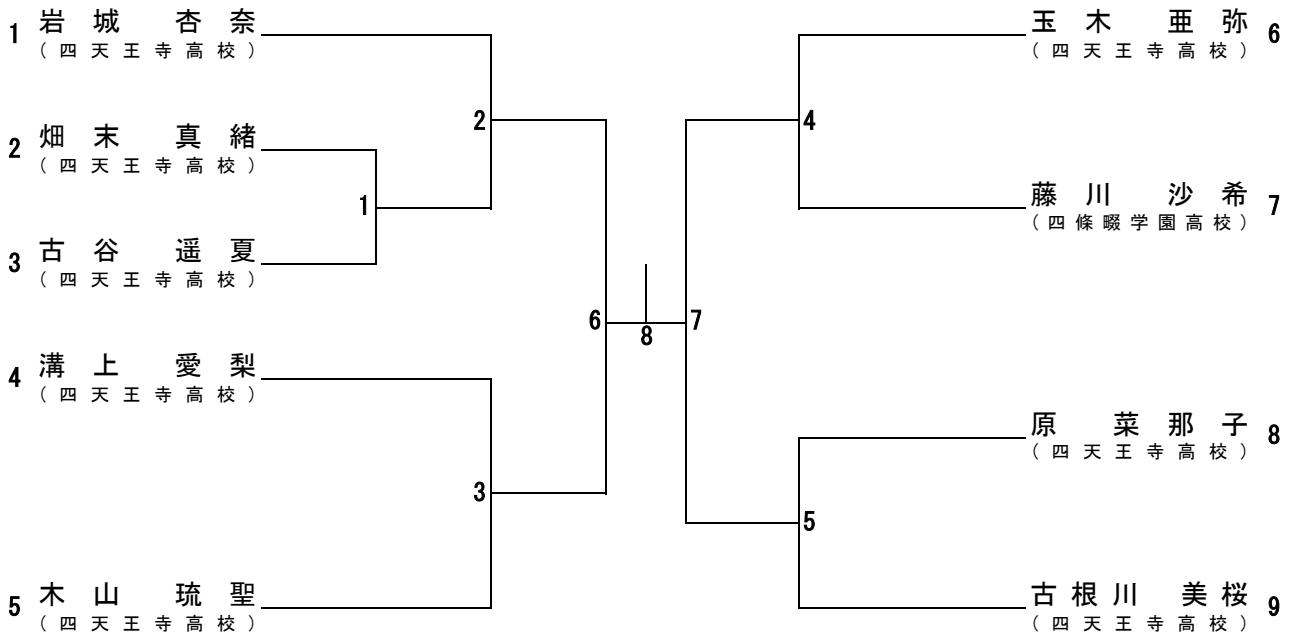 1 岩城 杏奈
(四天王寺高校)
2 畑末 真緒
(四天王寺高校)
3 古谷 遥夏
(四天王寺高校)
4 溝上 愛梨
(四天王寺高校)
5 木山 琉聖
(四天王寺高校)
2
1
3
6
8
7
4
5
玉木 亜弥 6
(四天王寺高校)
藤川 沙希 7
(四條畷学園高校)
原 菜那子 8
(四天王寺高校)
古根川 美桜 9
(四天王寺高校)